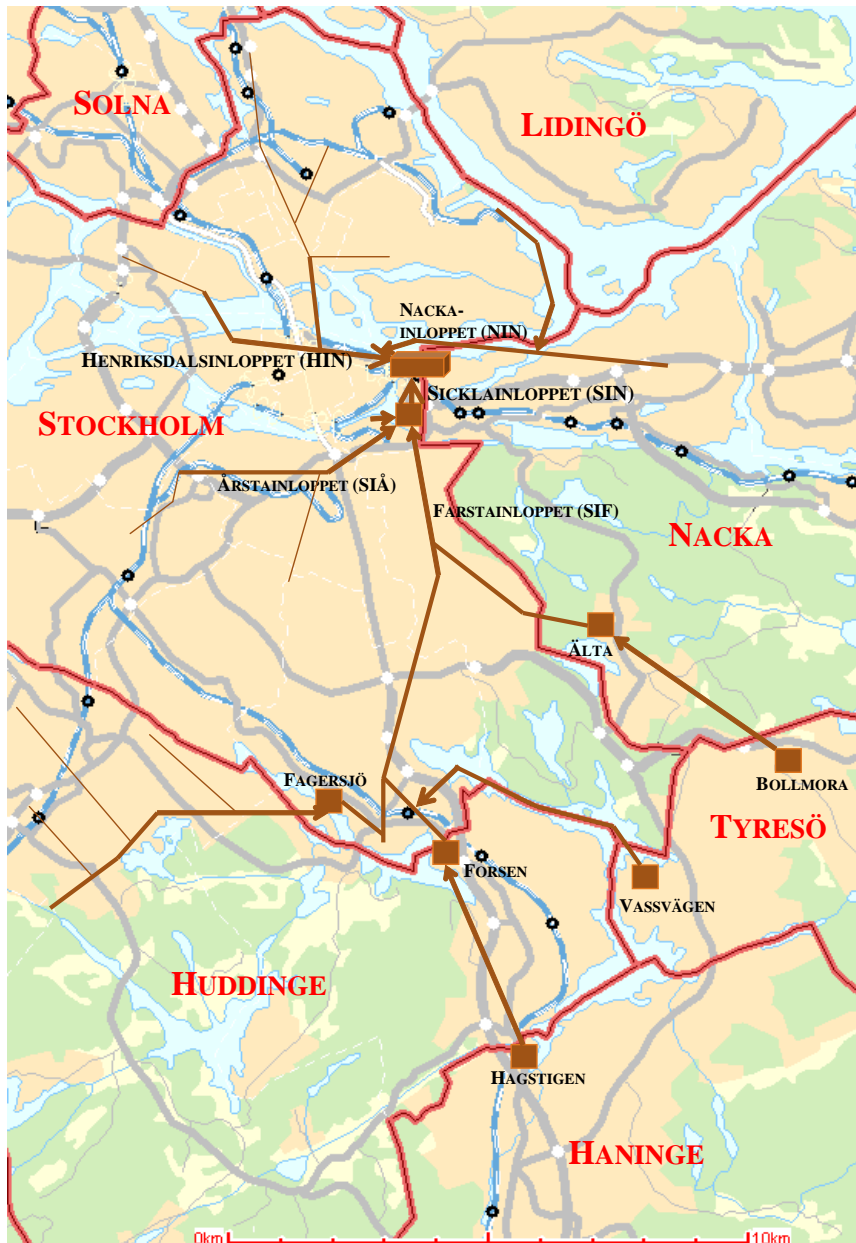 SOLNA
LIDINGÖ
NACKA-
INLOPPET (NIN)
HENRIKSDALSINLOPPET (HIN)
SICKLAINLOPPET (SIN)
STOCKHOLM
ÅRSTAINLOPPET (SIÅ)
FARSTAINLOPPET (SIF)
NACKA
ÄLTA
FAGERSJÖ
BOLLMORA
TYRESÖ
FORSEN
VASSVÄGEN
HUDDINGE
HAGSTIGEN
HANINGE
0km
10km